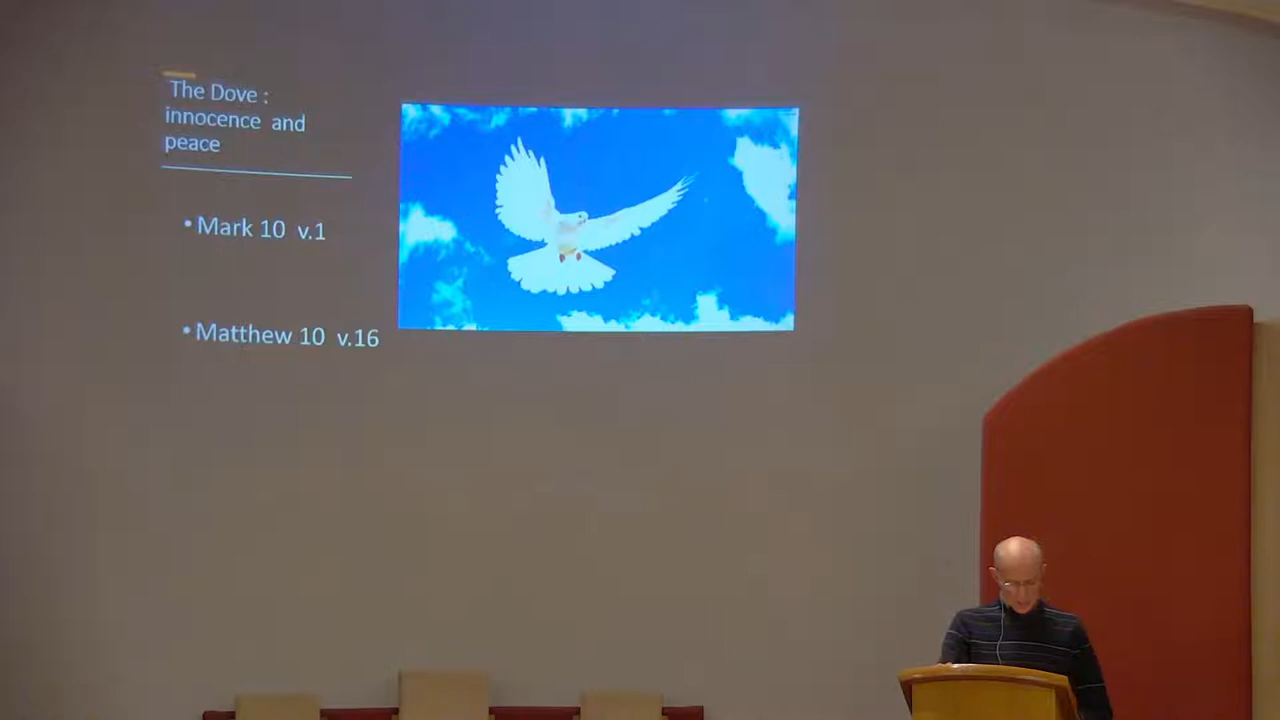 The Dove :
innocence and
peace
• Mark 10 v.1
• Matthew 10 v.16